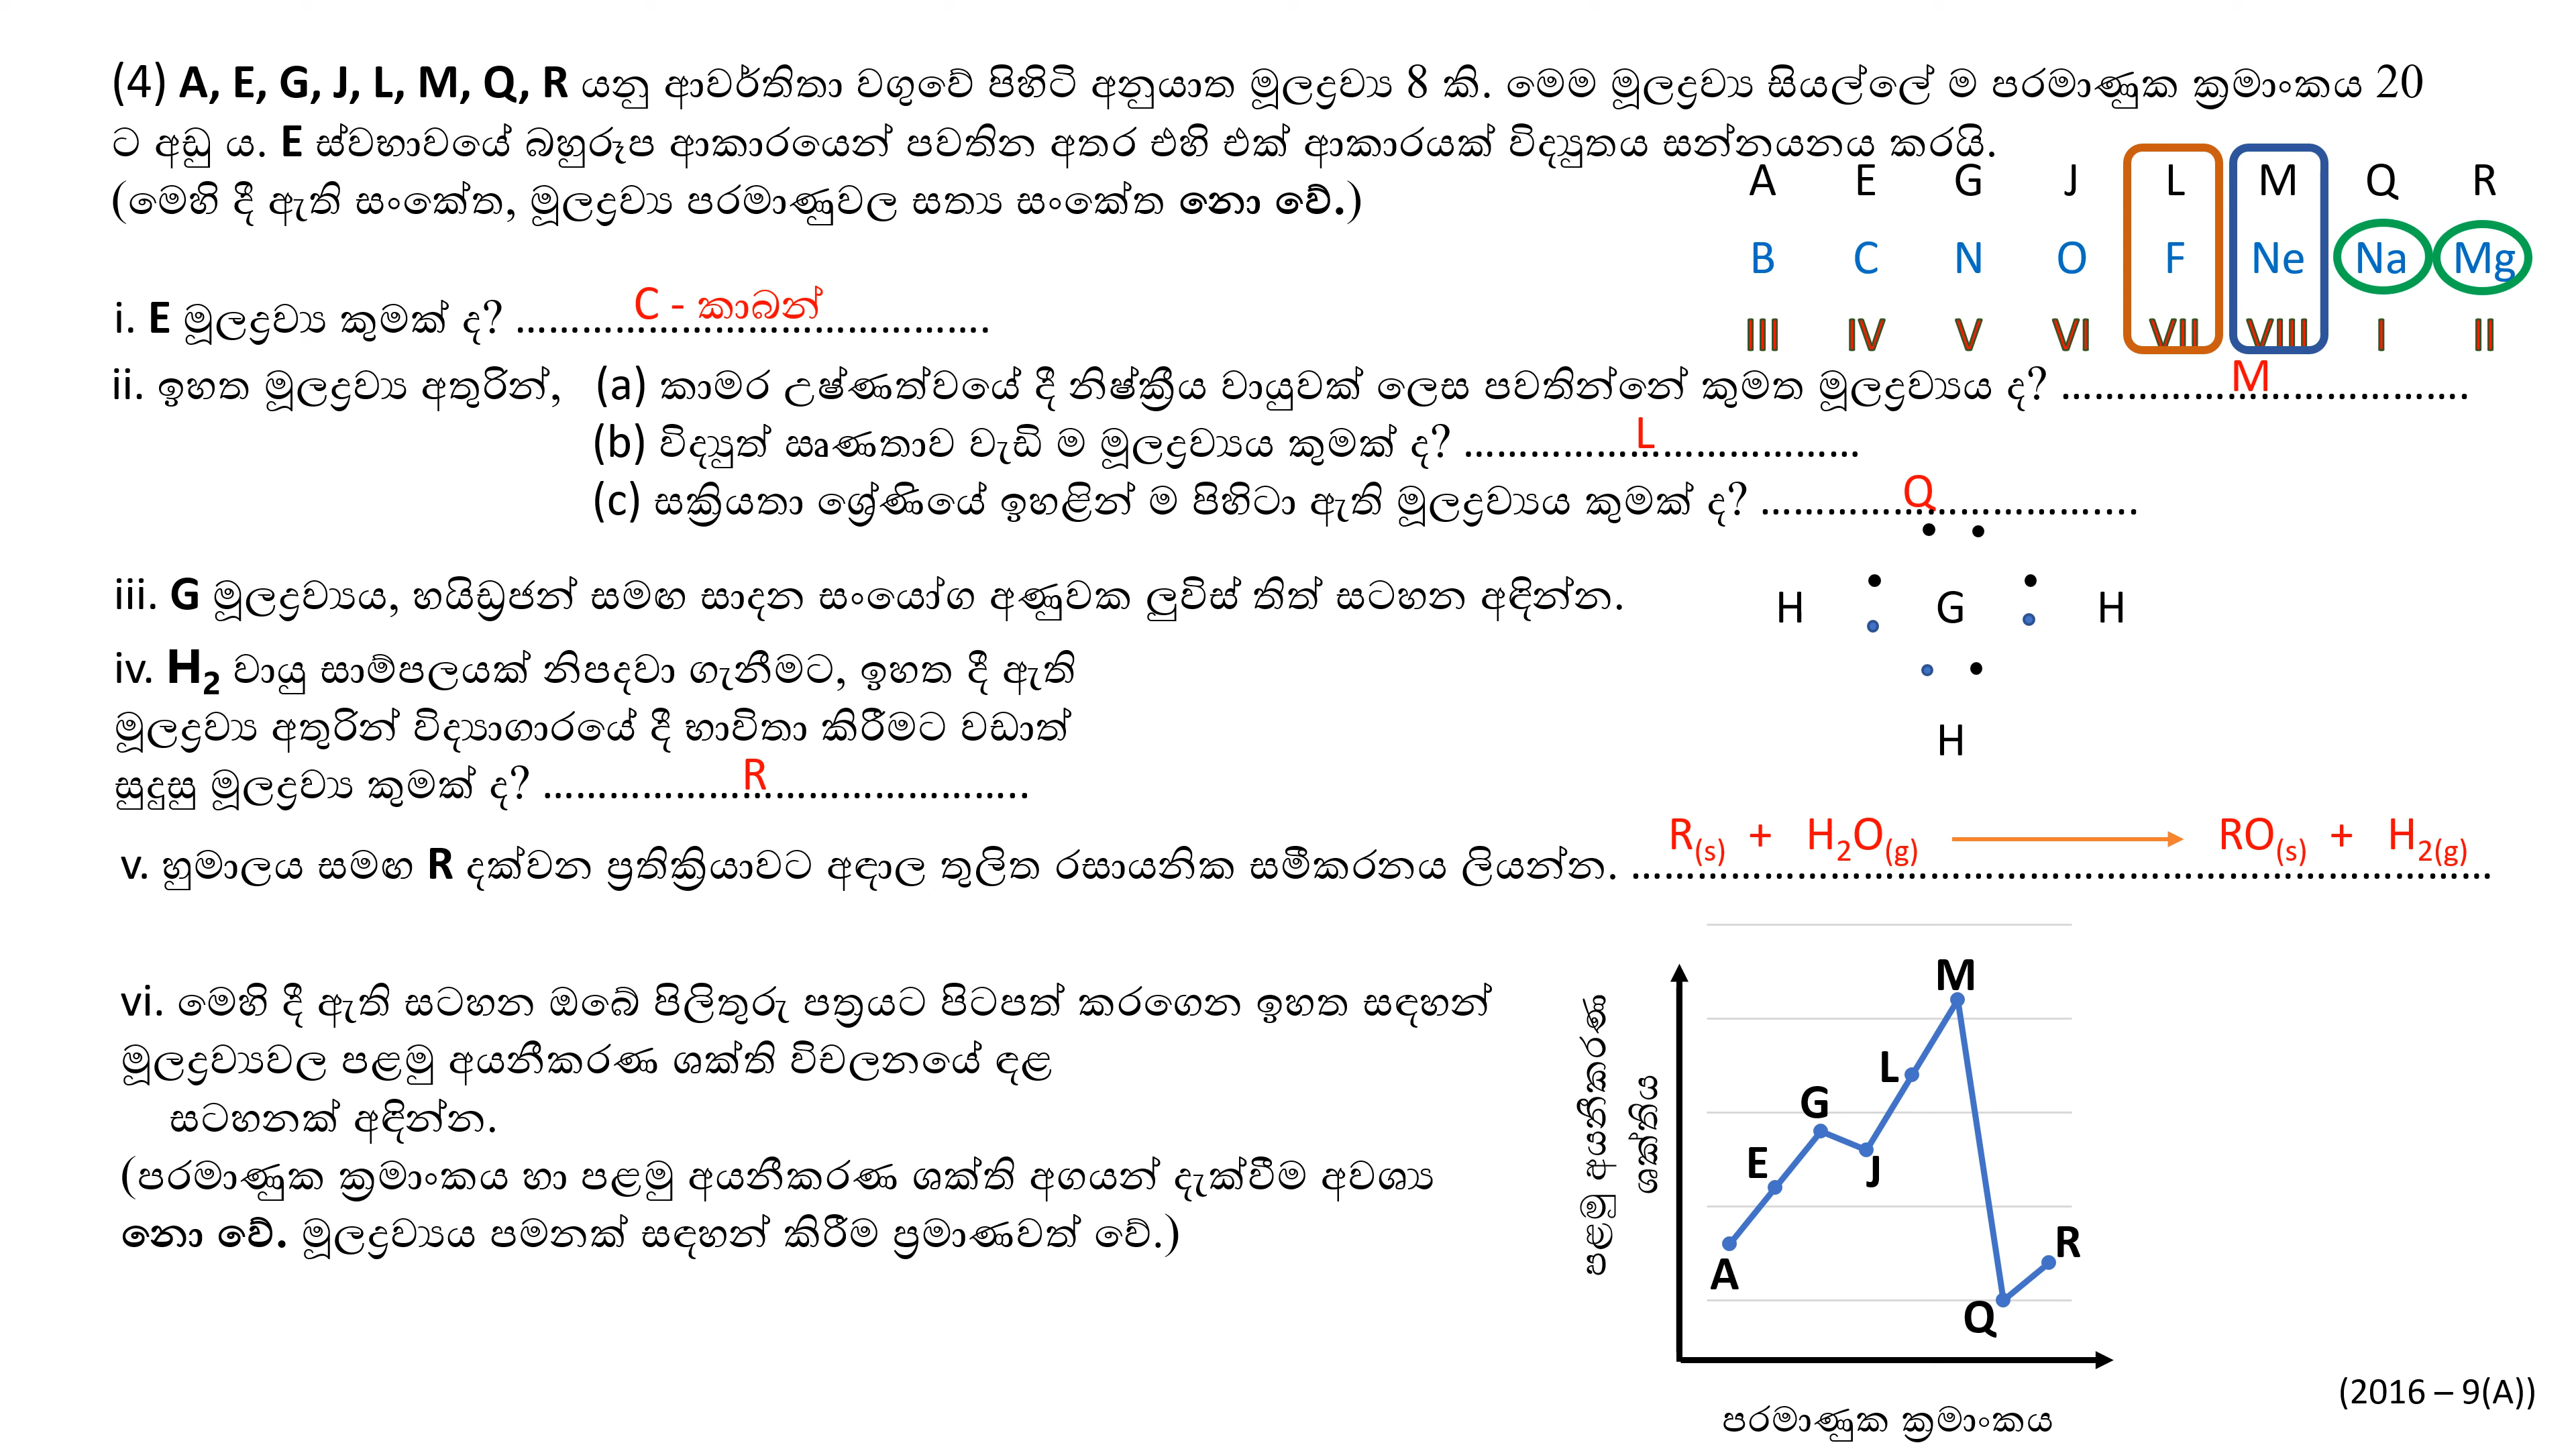 (4) A, E, G, J, L, M, Q, R යනු ආවර්තිතා වගුවේ පිහිටි අනුයාත මූලද්‍රව්‍ය 8 කි. මෙම මූලද්‍රව්‍ය සියල්ලේ ම පරමාණුක ක්‍රමාංකය 20
ට අඩු ය. E ස්වභාවයේ බහුරූප ආකාරයෙන් පවතින අතර එහි එක් ආකාරයක් විද්‍යුතය සන්නයනය කරයි.
(මෙහි දී ඇති සංකේත, මූලද්‍රව්‍ය පරමාණුවල සත්‍ය සංකේත නො වේ.)
A E G J L M Q R
B C N O F Ne Na Mg
III IV V VI VII VIII I II
i. E මූලද්‍රව්‍ය කුමක් ද? ............................................ C - කාබන්
ii. ඉහත මූලද්‍රව්‍ය අතුරින්, (a) කාමර උෂ්ණත්වයේ දී නිෂ්ක්‍රීය වායුවක් ලෙස පවතින්නේ කුමන මූලද්‍රව්‍යය ද? ...................................... M
(b) විද්‍යුත් ඍණතාව වැඩි ම මූලද්‍රව්‍යය කුමක් ද? ..................................... L
(c) සක්‍රියතා ශ්‍රේණියේ ඉහළින් ම පිහිටා ඇති මූලද්‍රව්‍යය කුමක් ද? ................................... Q
iii. G මූලද්‍රව්‍යය, හයිඩ්‍රජන් සමඟ සාදන සංයෝග අණුවක ලුවිස් තිත් සටහන අඳින්න.
H G H
H
iv. H₂ වායු සාම්පලයක් නිපදවා ගැනීමට, ඉහත දී ඇති
මූලද්‍රව්‍ය අතුරින් විද්‍යාගාරයේ දී භාවිතා කිරීමට වඩාත්
සුදුසු මූලද්‍රව්‍ය කුමක් ද? ............................................. R
v. හුමාලය සමඟ R දක්වන ප්‍රතික්‍රියාවට අඳාල තුලිත රසායනික සමීකරනය ලියන්න. ................................................................................ R(s) + H₂O(g) → RO(s) + H₂(g)
vi. මෙහි දී ඇති සටහන ඔබේ පිලිතුරු පත්‍රයට පිටපත් කරගෙන ඉහත සඳහන්
මූලද්‍රව්‍යවල පළමු අයනීකරණ ශක්ති විචලනයේ දළ
සටහනක් අඳින්න.
(පරමාණුක ක්‍රමාංකය හා පළමු අයනීකරණ ශක්ති අගයන් දැක්වීම අවශ්‍ය
නො වේ. මූලද්‍රව්‍යය පමනක් සඳහන් කිරීම ප්‍රමාණවත් වේ.)
පළමු අයනීකරණ
ශක්තිය
A
E
G
J
L
M
Q
R
පරමාණුක ක්‍රමාංකය
(2016 – 9(A))